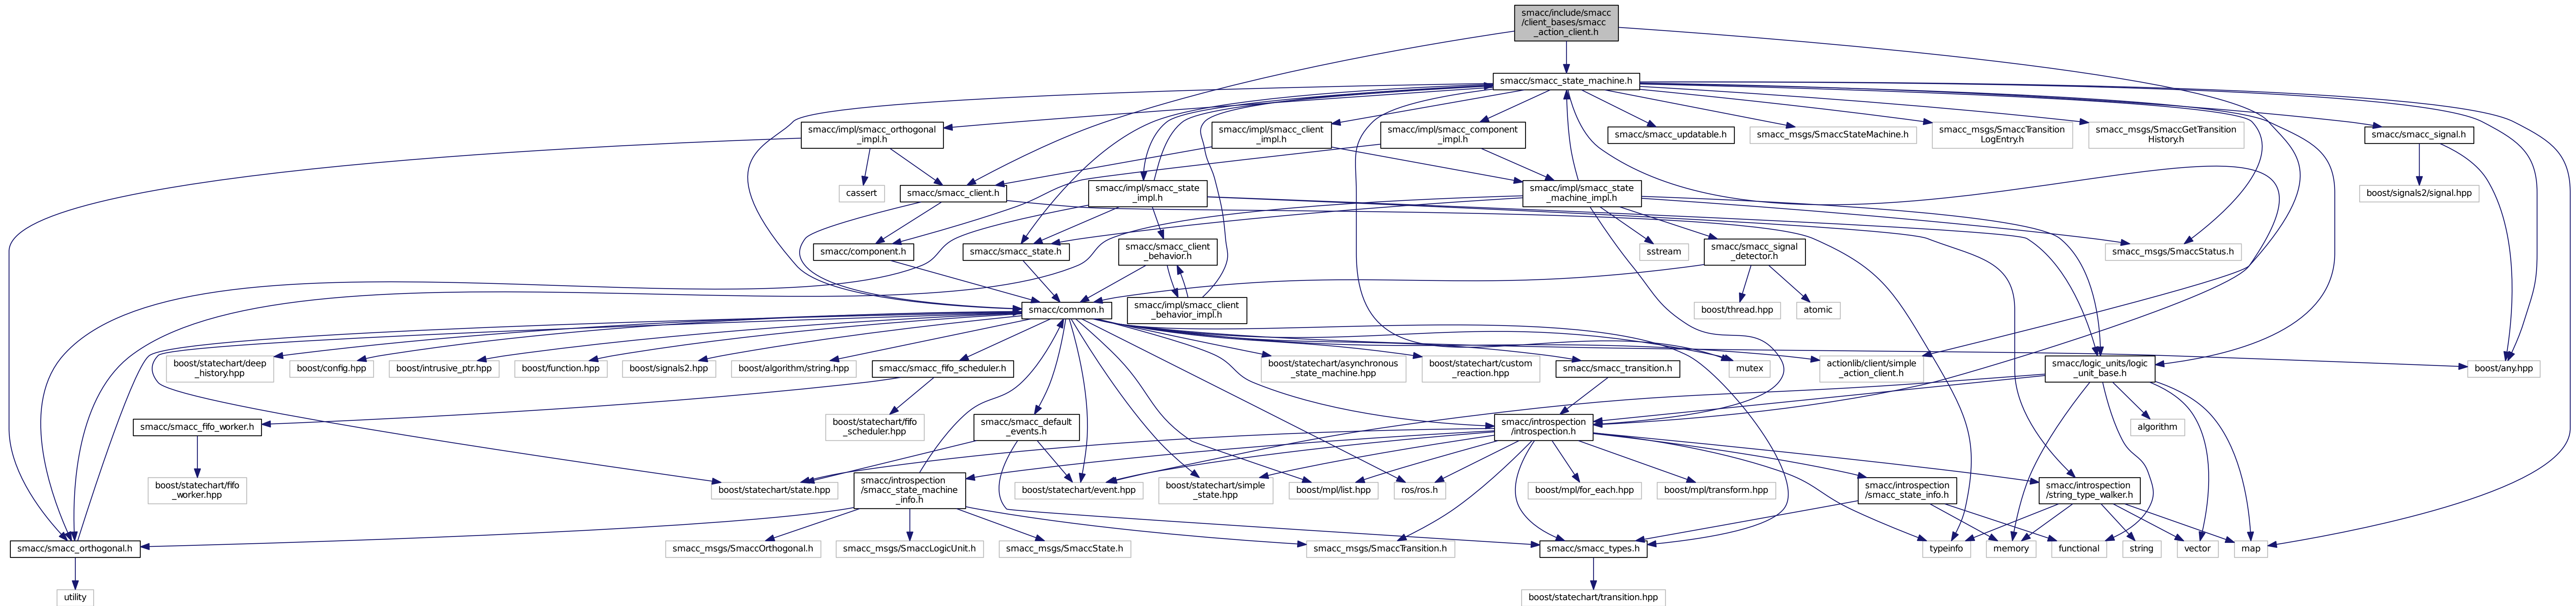 smacc/include/smacc
/client_bases/smacc
_action_client.h
smacc/smacc_state_machine.h
smacc/impl/smacc_orthogonal
_impl.h
smacc/impl/smacc_client
_impl.h
smacc/impl/smacc_component
_impl.h
smacc/smacc_updatable.h
smacc_msgs/SmaccStateMachine.h
smacc_msgs/SmaccTransition
LogEntry.h
smacc_msgs/SmaccGetTransition
History.h
smacc/smacc_signal.h
cassert
smacc/smacc_client.h
smacc/impl/smacc_state
_impl.h
smacc/impl/smacc_state
_machine_impl.h
boost/signals2/signal.hpp
smacc/component.h
smacc/smacc_state.h
smacc/smacc_client
_behavior.h
sstream
smacc/smacc_signal
_detector.h
smacc_msgs/SmaccStatus.h
smacc/common.h
smacc/impl/smacc_client
_behavior_impl.h
boost/thread.hpp
atomic
boost/statechart/deep
_history.hpp
boost/config.hpp
boost/intrusive_ptr.hpp
boost/function.hpp
boost/signals2.hpp
boost/algorithm/string.hpp
smacc/smacc_fifo_scheduler.h
boost/statechart/asynchronous
_state_machine.hpp
boost/statechart/custom
_reaction.hpp
smacc/smacc_transition.h
mutex
actionlib/client/simple
_action_client.h
smacc/logic_units/logic
_unit_base.h
boost/any.hpp
smacc/smacc_fifo_worker.h
boost/statechart/fifo
_scheduler.hpp
smacc/smacc_default
_events.h
smacc/introspection
/introspection.h
algorithm
boost/statechart/fifo
_worker.hpp
boost/statechart/state.hpp
smacc/introspection
/smacc_state_machine
_info.h
boost/statechart/event.hpp
boost/statechart/simple
_state.hpp
boost/mpl/list.hpp
ros/ros.h
boost/mpl/for_each.hpp
boost/mpl/transform.hpp
smacc/introspection
/smacc_state_info.h
smacc/introspection
/string_type_walker.h
smacc/smacc_orthogonal.h
smacc_msgs/SmaccOrthogonal.h
smacc_msgs/SmaccLogicUnit.h
smacc_msgs/SmaccState.h
smacc_msgs/SmaccTransition.h
smacc/smacc_types.h
typeinfo
memory
functional
string
vector
map
utility
boost/statechart/transition.hpp